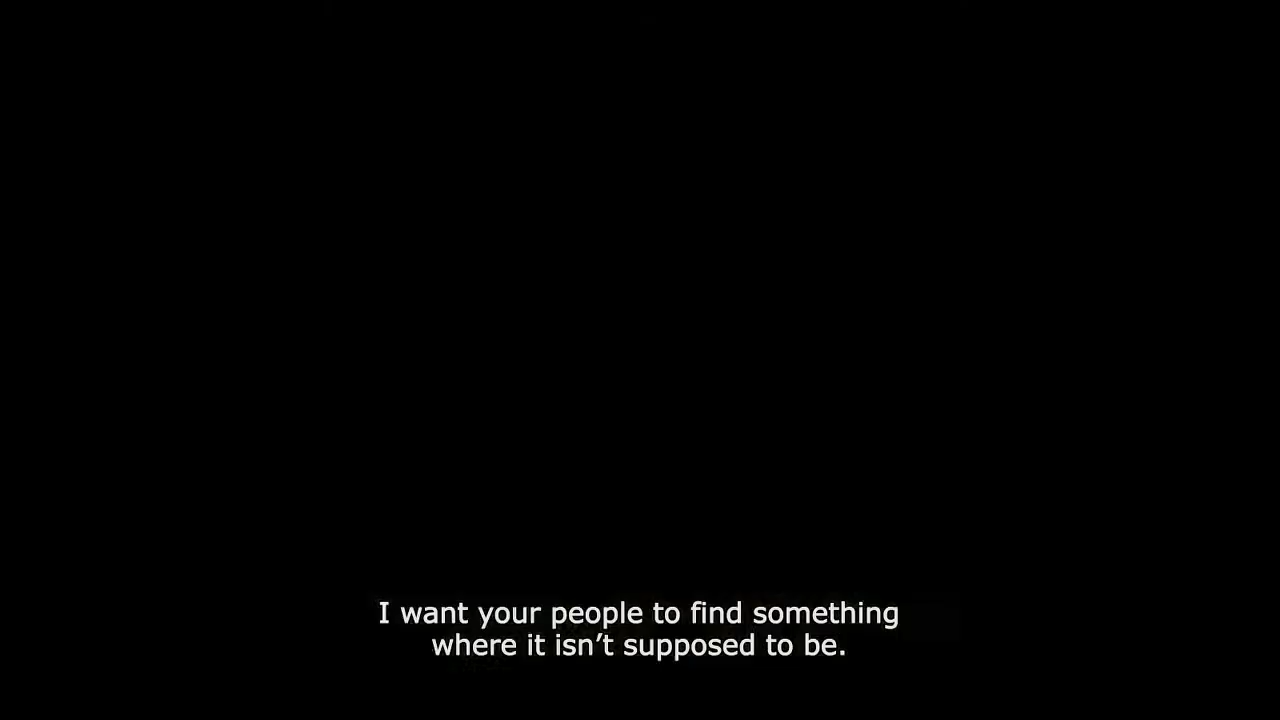 I want your people to find something
where it isn’t supposed to be.